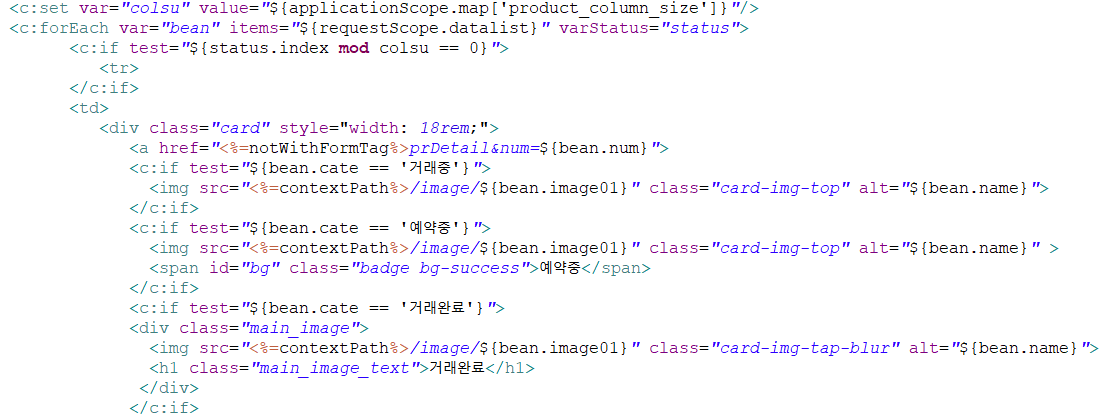 <c:set var="colsu" value="${applicationScope.map['product_column_size']}"/>
<c:forEach var="bean" items="${requestScope.datalist}" varStatus="status">
<c:if test="${status.index mod colsu == 0}">
<tr>
</c:if>
<td>
<div class="card" style="width: 18rem;">
<a href="<%=notWithFormTag%>prDetail&num=${bean.num}">
<c:if test="${bean.cate == '거래중'}">
<img src="<%=contextPath%>/image/${bean.image01}" class="card-img-top" alt="${bean.name}">
</c:if>
<c:if test="${bean.cate == '예약중'}">
<img src="<%=contextPath%>/image/${bean.image01}" class="card-img-top" alt="${bean.name}" >
<span id="bg" class="badge bg-success">예약중</span>
</c:if>
<c:if test="${bean.cate == '거래완료'}">
<div class="main_image">
<img src="<%=contextPath%>/image/${bean.image01}" class="card-img-tap-blur" alt="${bean.name}">
<h1 class="main_image_text">거래완료</h1>
</div>
</c:if>